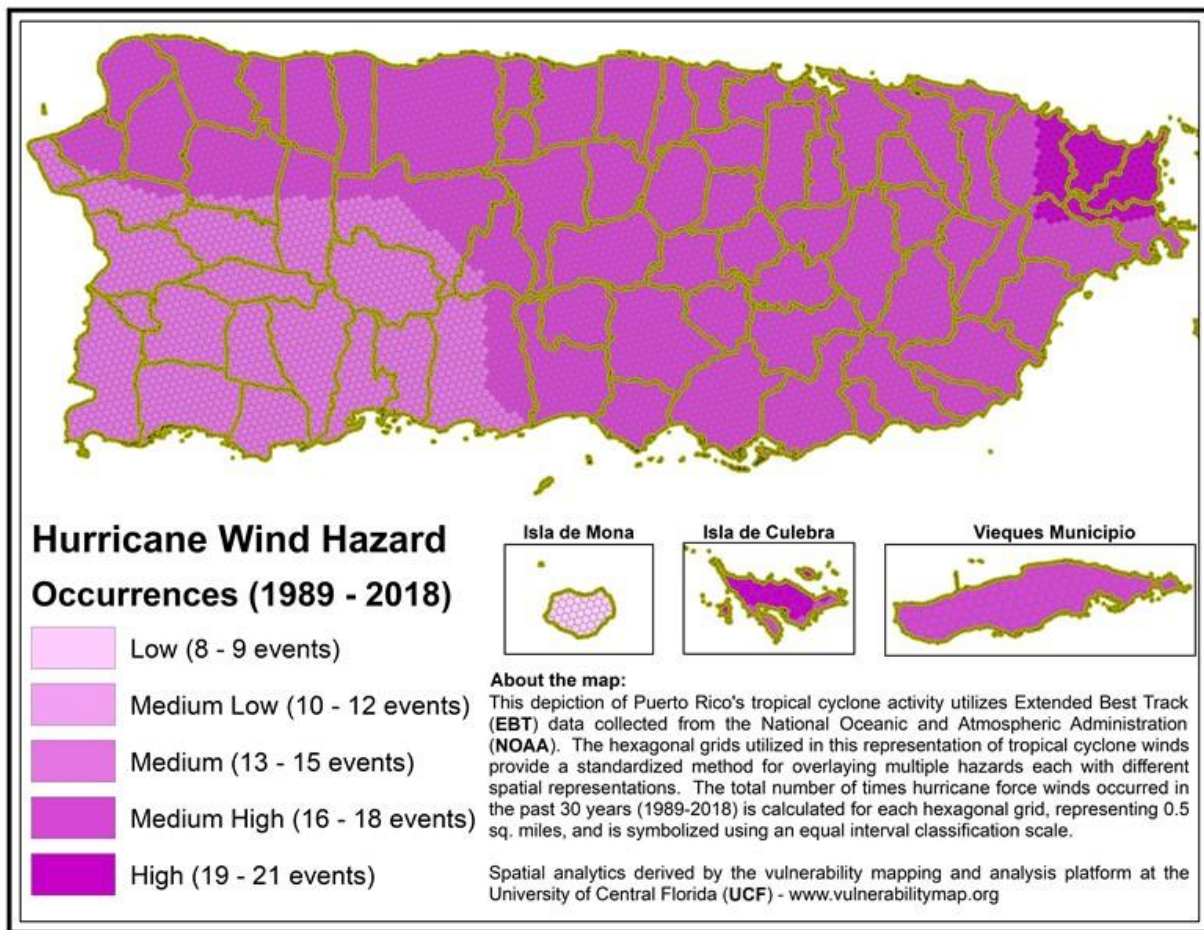 Hurricane Wind Hazard
Occurrences (1989 - 2018)
Low (8 - 9 events)
Medium Low (10 - 12 events)
Medium (13 - 15 events)
Medium High (16 - 18 events)
High (19 - 21 events)
Isla de Mona
Isla de Culebra
Vieques Municipio
About the map:
This depiction of Puerto Rico's tropical cyclone activity utilizes Extended Best Track
(EBT) data collected from the National Oceanic and Atmospheric Administration
(NOAA). The hexagonal grids utilized in this representation of tropical cyclone winds
provide a standardized method for overlaying multiple hazards each with different
spatial representations. The total number of times hurricane force winds occurred in
the past 30 years (1989-2018) is calculated for each hexagonal grid, representing 0.5
sq. miles, and is symbolized using an equal interval classification scale.
Spatial analytics derived by the vulnerability mapping and analysis platform at the
University of Central Florida (UCF) - www.vulnerabilitymap.org